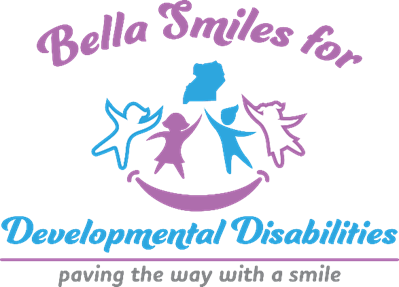 Bella Smiles for
Developmental Disabilities
paving the way with a smile